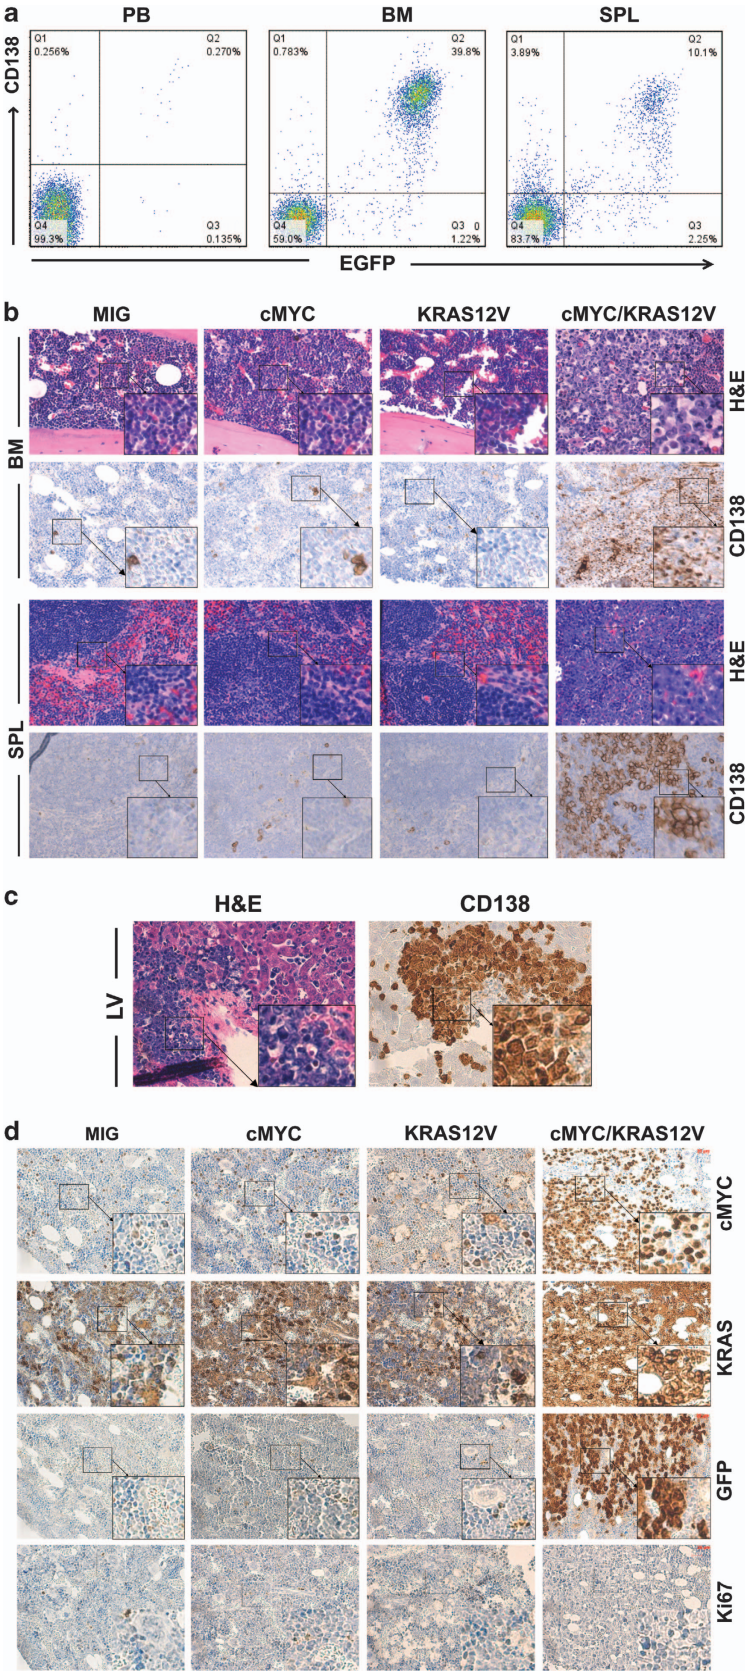 a
PB
BM
SPL
CD138
Q1
0.256%
Q2
0.270%
Q4
99.3%
Q3
0.135%
Q1
0.783%
Q2
39.8%
Q4
59.0%
Q3
0
1.22%
Q1
3.89%
Q2
10.1%
Q4
83.7%
Q3
2.25%
EGFP
b
MIG
cMYC
KRAS12V
cMYC/KRAS12V
BM
H&E
CD138
SPL
H&E
CD138
c
H&E
CD138
LV
d
MIG
cMYC
KRAS12V
cMYC/KRAS12V
cMYC
KRAS
GFP
Ki67